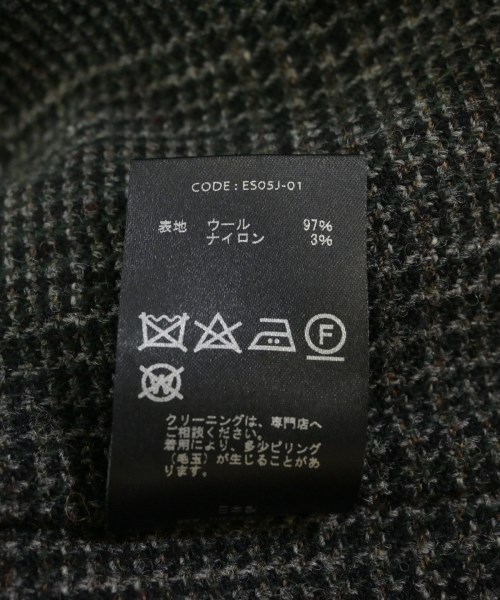 CODE : ES05J-01
表地 ウール 97%
ナイロン 3%
F
W
クリーニングは、専門店へ
ご相談ください。
着用により、多少ピリング
(毛玉)が生じることがあ
ります。